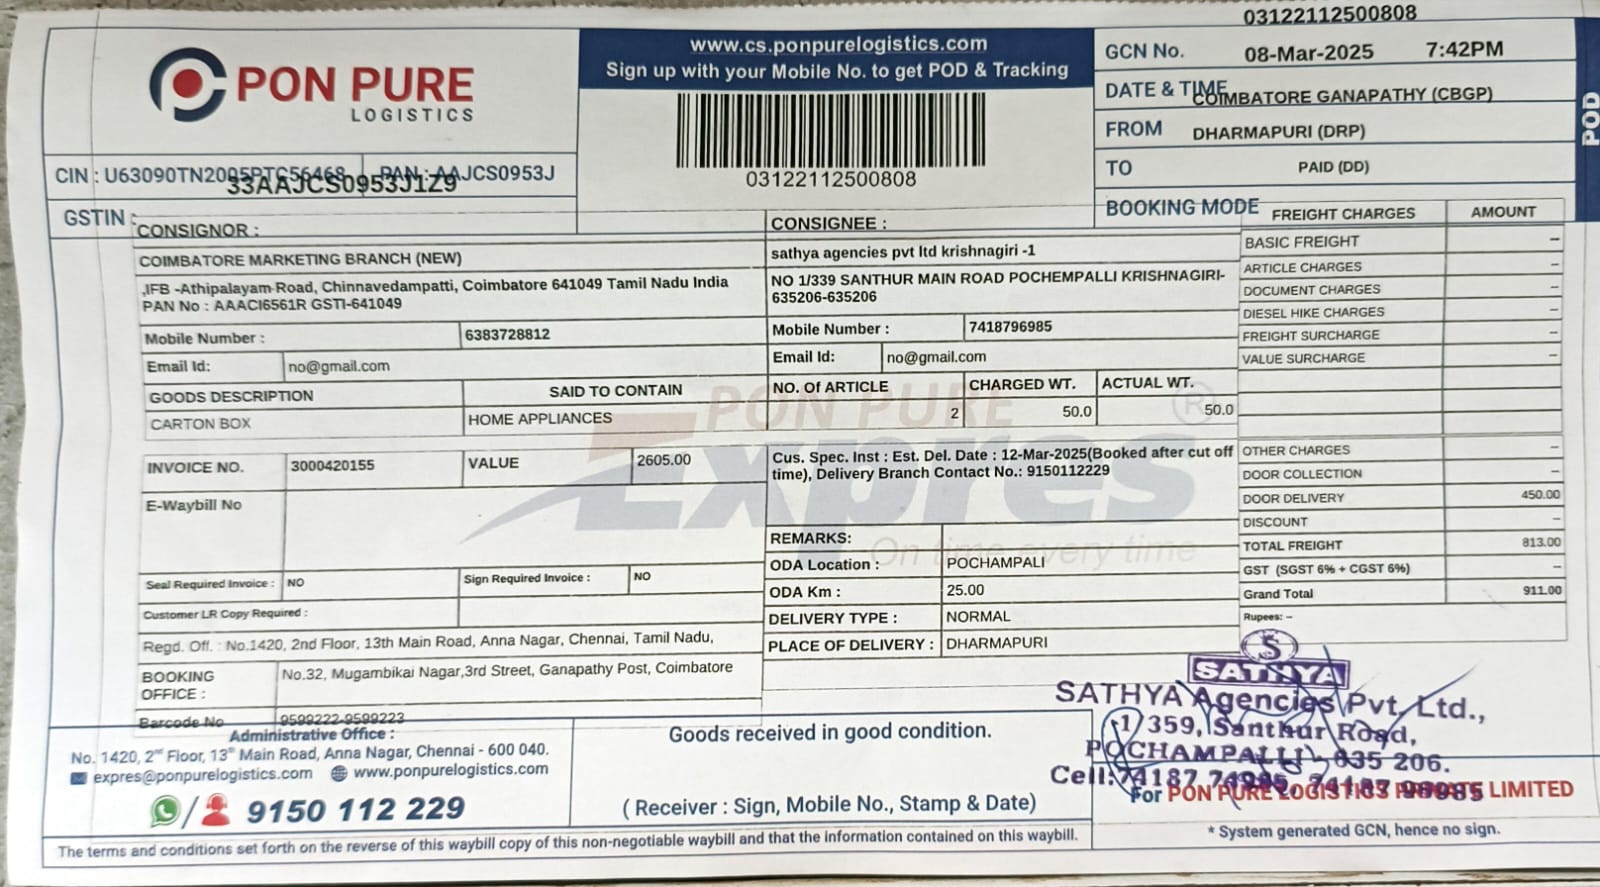 03122112500808
PON PURE
LOGISTICS
www.cs.ponpurelogistics.com
Sign up with your Mobile No. to get POD & Tracking
03122112500808
GCN No. 08-Mar-2025 7:42PM
DATE & TIME COIMBATORE GANAPATHY (CBGP)
FROM DHARMAPURI (DRP)
TO PAID (DD)
BOOKING MODE
POD
CIN : U63090TN2005PTC56468 PAN : AAJCS0953J
33AAJCS0953J1Z9
GSTIN :
CONSIGNOR :
COIMBATORE MARKETING BRANCH (NEW)
,IFB -Athipalayam Road, Chinnavedampatti, Coimbatore 641049 Tamil Nadu India
PAN No : AAACI6561R GSTI-641049
Mobile Number : 6383728812
Email Id: no@gmail.com
GOODS DESCRIPTION SAID TO CONTAIN
CARTON BOX HOME APPLIANCES
INVOICE NO. 3000420155 VALUE 2605.00
E-Waybill No
Seal Required Invoice : NO Sign Required Invoice : NO
Customer LR Copy Required :
Regd. Off. : No.1420, 2nd Floor, 13th Main Road, Anna Nagar, Chennai, Tamil Nadu,
BOOKING OFFICE : No.32, Mugambikai Nagar,3rd Street, Ganapathy Post, Coimbatore
Barcode No 9599222-9599223
CONSIGNEE :
sathya agencies pvt ltd krishnagiri -1
NO 1/339 SANTHUR MAIN ROAD POCHEMPALLI KRISHNAGIRI-
635206-635206
Mobile Number : 7418796985
Email Id: no@gmail.com
NO. Of ARTICLE CHARGED WT. ACTUAL WT.
2 50.0 50.0
PON PURE
Expres ®
On time every time
Cus. Spec. Inst : Est. Del. Date : 12-Mar-2025(Booked after cut off
time), Delivery Branch Contact No.: 9150112229
REMARKS:
ODA Location : POCHAMPALI
ODA Km : 25.00
DELIVERY TYPE : NORMAL
PLACE OF DELIVERY : DHARMAPURI
FREIGHT CHARGES AMOUNT
BASIC FREIGHT –
ARTICLE CHARGES –
DOCUMENT CHARGES –
DIESEL HIKE CHARGES –
FREIGHT SURCHARGE –
VALUE SURCHARGE –
OTHER CHARGES –
DOOR COLLECTION –
DOOR DELIVERY 450.00
DISCOUNT –
TOTAL FREIGHT 813.00
GST (SGST 6% + CGST 6%) –
Grand Total 911.00
Rupees: –
S
SATHYA
SATHYA Agencies Pvt. Ltd.,
1/359, Santhur Road,
POCHAMPALLI - 635 206.
Cell:74187 74985, 74187 96985
For PON PURE LOGISTICS PRIVATE LIMITED
* System generated GCN, hence no sign.
Administrative Office :
No. 1420, 2nd Floor, 13th Main Road, Anna Nagar, Chennai - 600 040.
expres@ponpurelogistics.com www.ponpurelogistics.com
/ 9150 112 229
Goods received in good condition.
( Receiver : Sign, Mobile No., Stamp & Date)
The terms and conditions set forth on the reverse of this waybill copy of this non-negotiable waybill and that the information contained on this waybill.